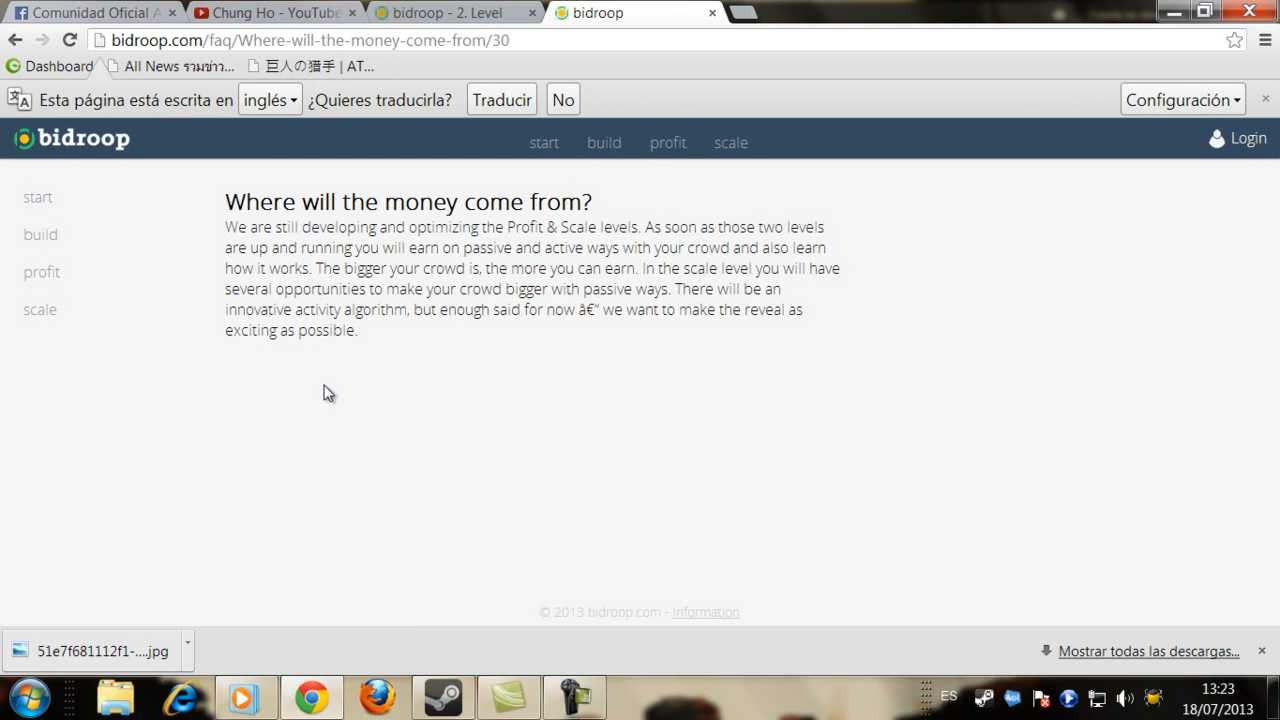 Comunidad Oficial A
Chung Ho - YouTube
bidroop - 2. Level
bidroop
bidroop.com/faq/Where-will-the-money-come-from/30
Dashboard
All News รวมข่าว...
巨人の猎手 | AT...
Esta página está escrita en
inglés
¿Quieres traducirla?
Traducir
No
Configuración
bidroop
start
build
profit
scale
Login
start
build
profit
scale
Where will the money come from?
We are still developing and optimizing the Profit & Scale levels. As soon as those two levels
are up and running you will earn on passive and active ways with your crowd and also learn
how it works. The bigger your crowd is, the more you can earn. In the scale level you will have
several opportunities to make your crowd bigger with passive ways. There will be an
innovative activity algorithm, but enough said for now â€“ we want to make the reveal as
exciting as possible.
© 2013 bidroop.com - Information
51e7f681112f1-....jpg
Mostrar todas las descargas...
ES
Aol
13:23
18/07/2013